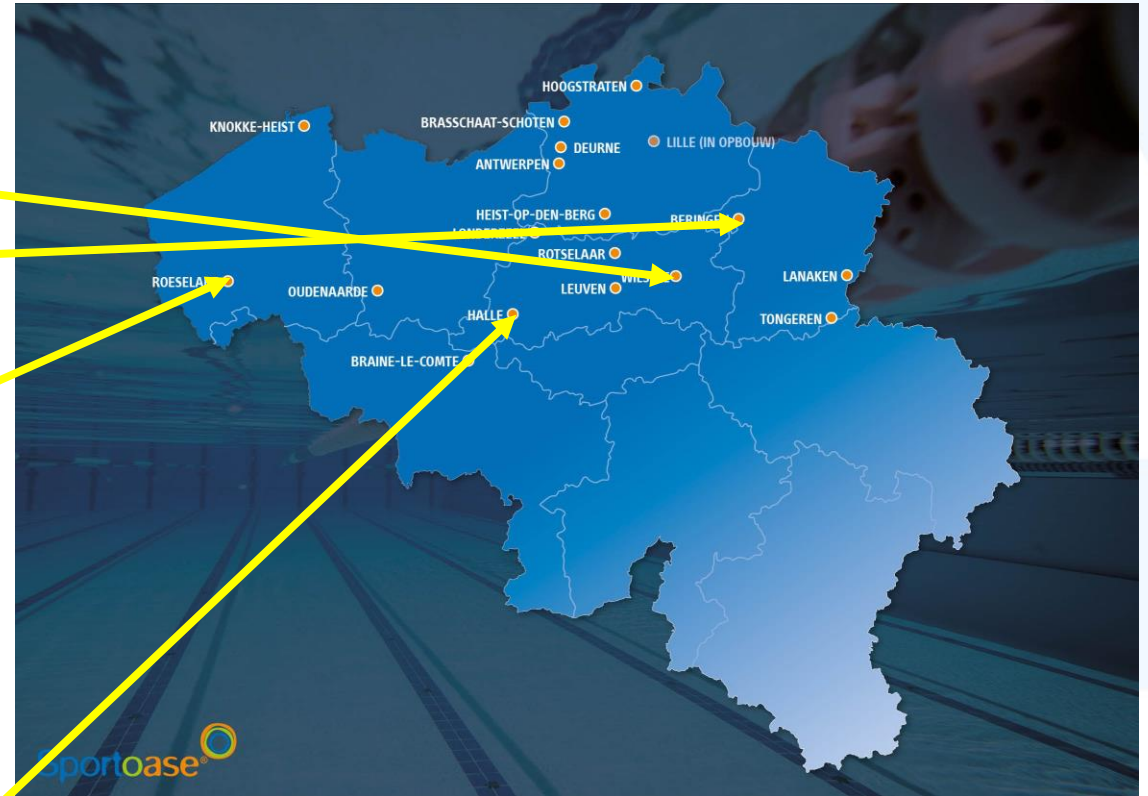 HOOGSTRATEN
KNOKKE-HEIST
BRASSCHAAT-SCHOTEN
DEURNE
LILLE (IN OPBOUW)
ANTWERPEN
HEIST-OP-DEN-BERG
BERINGEN
ROTSELAAR
LEUVEN
LANAKEN
OUDENAARDE
HALLE
TONGEREN
BRAINE-LE-COMTE
Sportoase